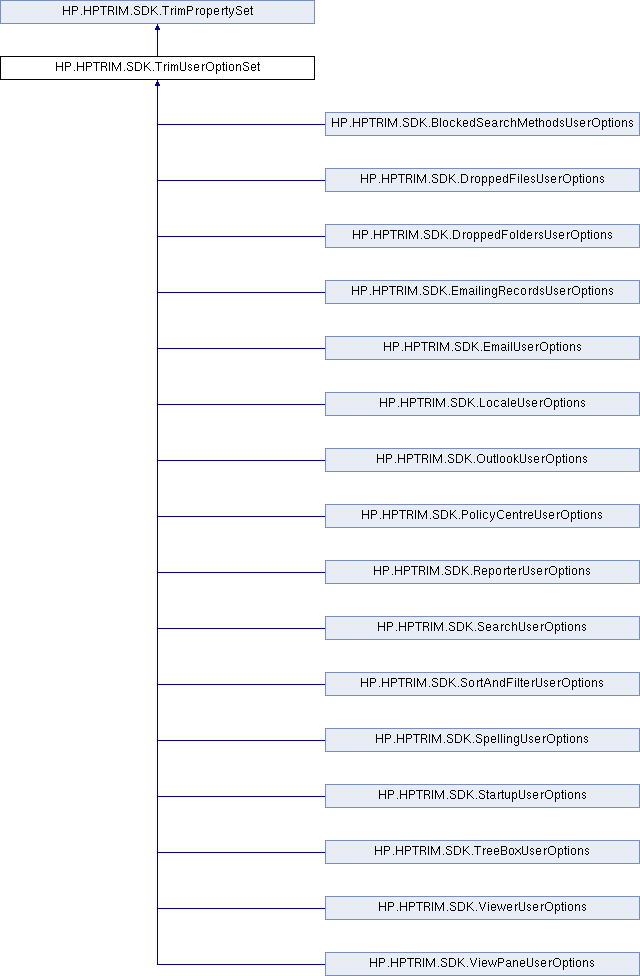 HP.HPTRIM.SDK.TrimPropertySet
HP.HPTRIM.SDK.TrimUserOptionSet
HP.HPTRIM.SDK.BlockedSearchMethodsUserOptions
HP.HPTRIM.SDK.DroppedFilesUserOptions
HP.HPTRIM.SDK.DroppedFoldersUserOptions
HP.HPTRIM.SDK.EmailingRecordsUserOptions
HP.HPTRIM.SDK.EmailUserOptions
HP.HPTRIM.SDK.LocaleUserOptions
HP.HPTRIM.SDK.OutlookUserOptions
HP.HPTRIM.SDK.PolicyCentreUserOptions
HP.HPTRIM.SDK.ReporterUserOptions
HP.HPTRIM.SDK.SearchUserOptions
HP.HPTRIM.SDK.SortAndFilterUserOptions
HP.HPTRIM.SDK.SpellingUserOptions
HP.HPTRIM.SDK.StartupUserOptions
HP.HPTRIM.SDK.TreeBoxUserOptions
HP.HPTRIM.SDK.ViewerUserOptions
HP.HPTRIM.SDK.ViewPaneUserOptions